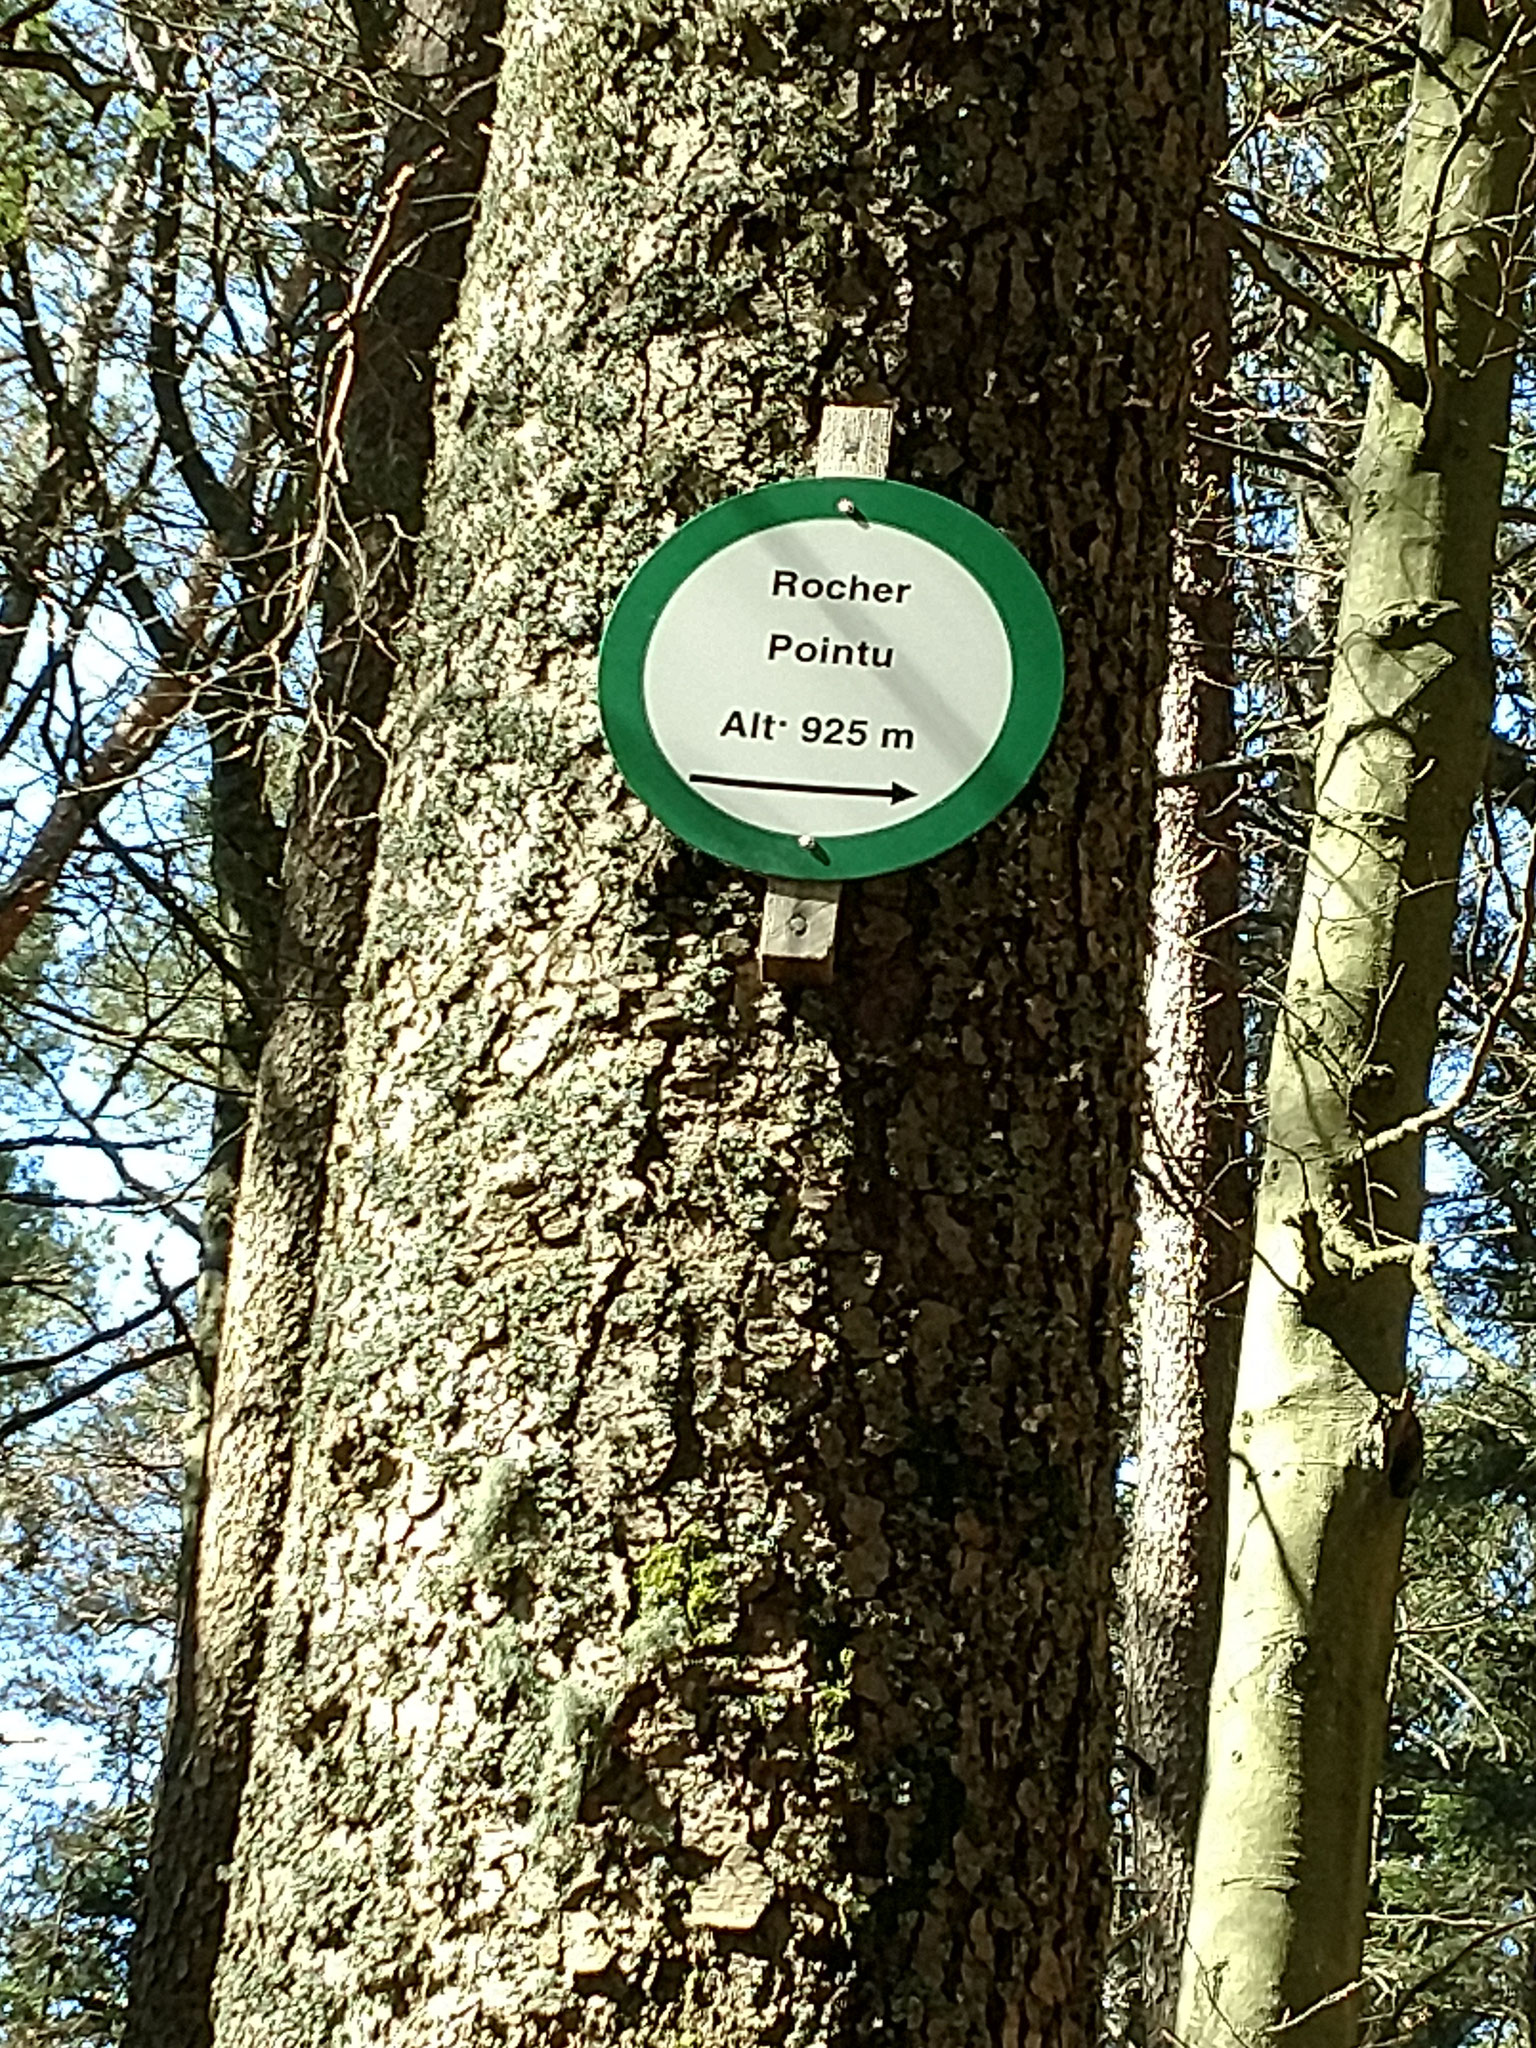 Rocher
Pointu
Alt· 925 m